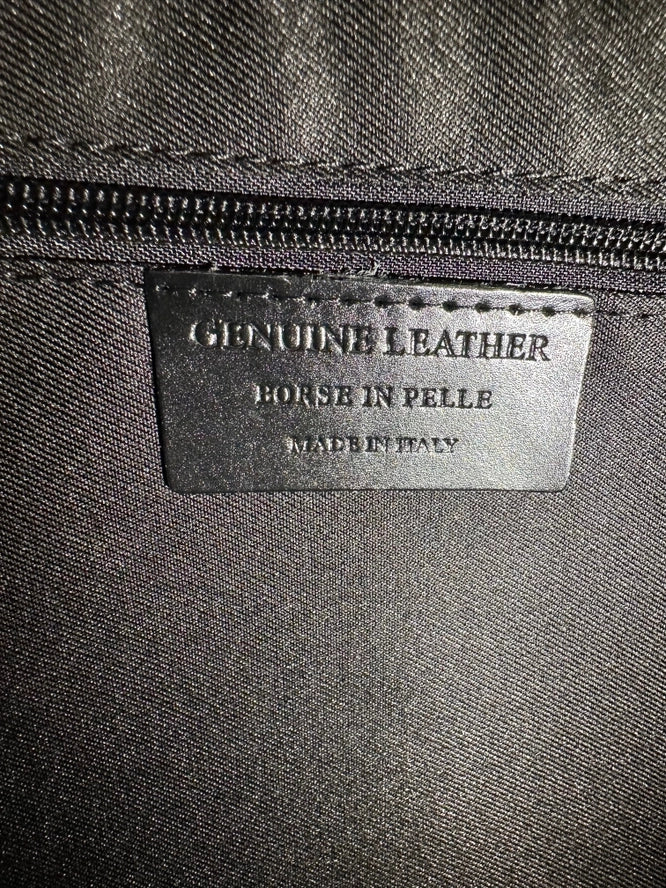 GENUINE LEATHER
BORSE IN PELLE
MADE IN ITALY